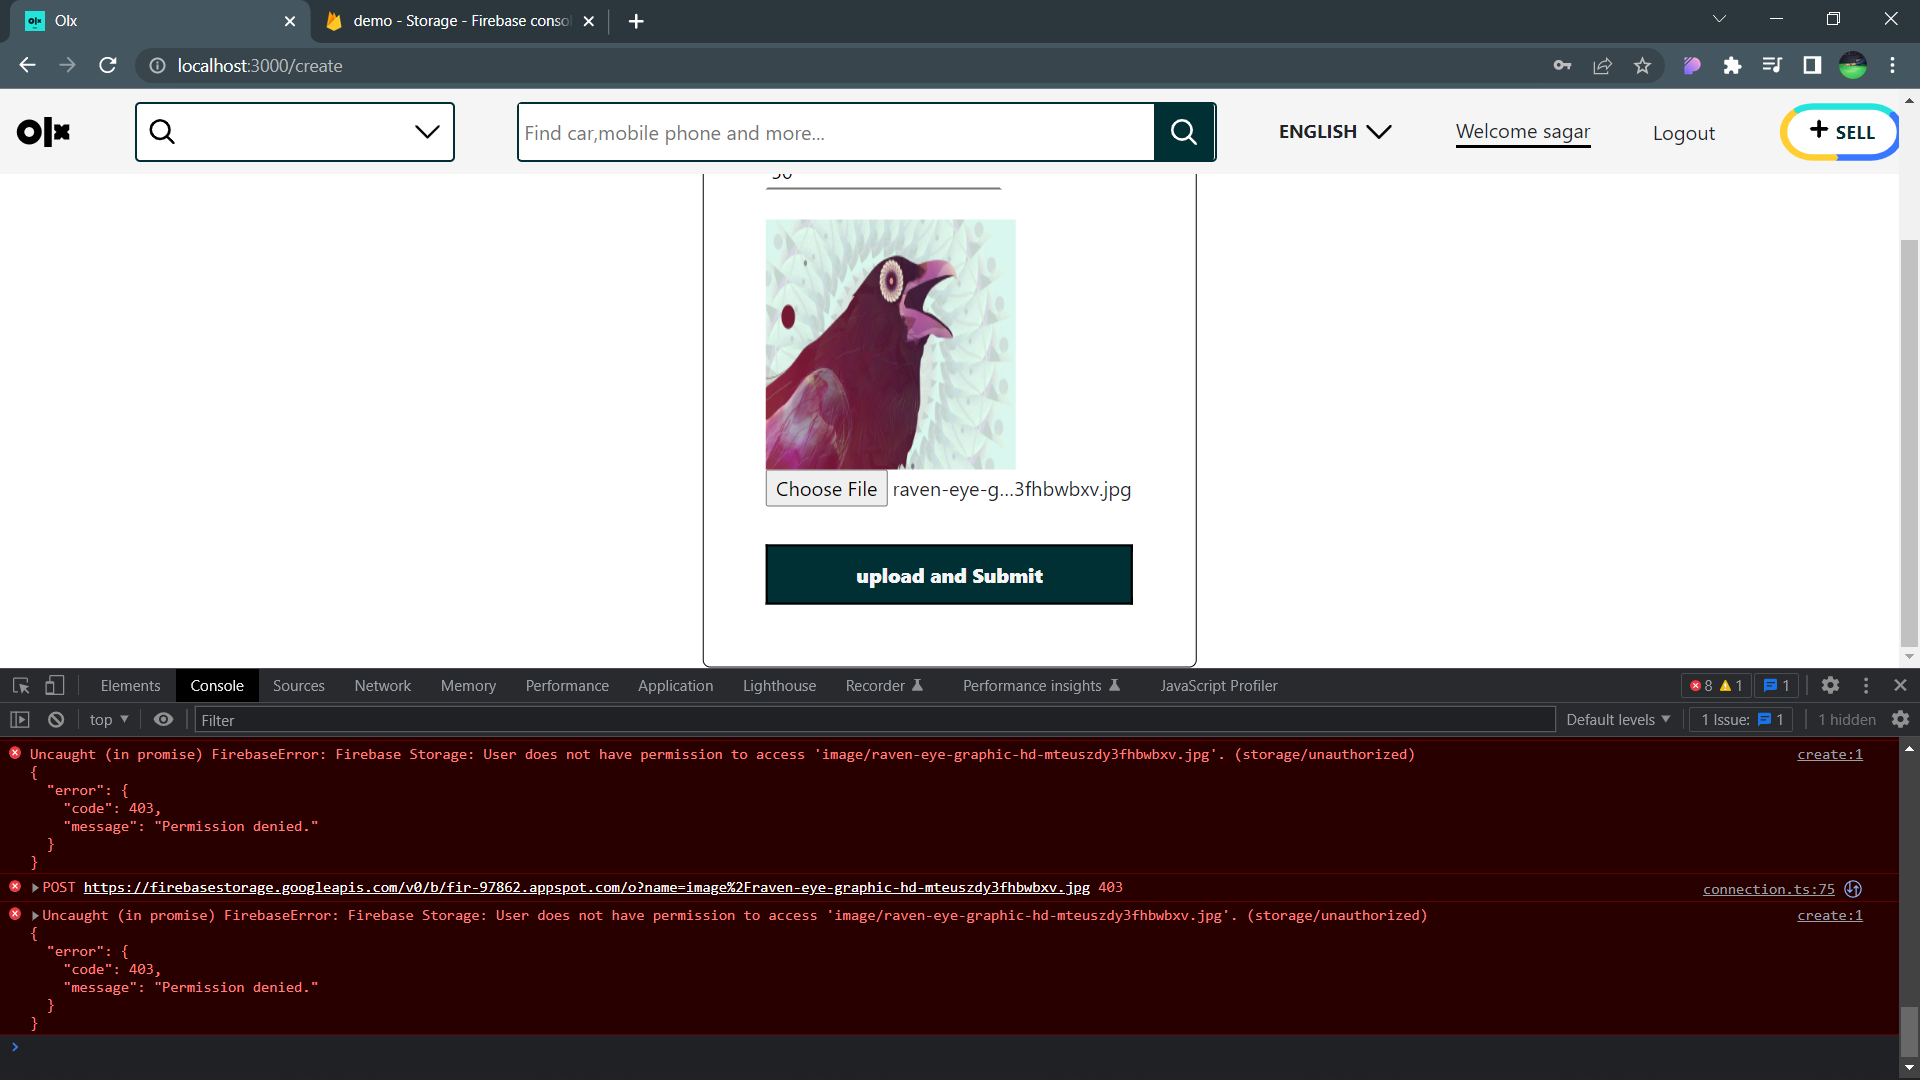 Olx
demo - Storage - Firebase conso
localhost:3000/create
olx
Find car,mobile phone and more...
ENGLISH
Welcome sagar
Logout
+ SELL
Choose File raven-eye-g...3fhbwbxv.jpg
upload and Submit
Elements Console Sources Network Memory Performance Application Lighthouse Recorder Performance insights JavaScript Profiler 8 1 1
top Filter Default levels 1 Issue: 1 1 hidden
Uncaught (in promise) FirebaseError: Firebase Storage: User does not have permission to access 'image/raven-eye-graphic-hd-mteuszdy3fhbwbxv.jpg'. (storage/unauthorized) create:1
{
"error": {
"code": 403,
"message": "Permission denied."
}
}
POST https://firebasestorage.googleapis.com/v0/b/fir-97862.appspot.com/o?name=image%2Fraven-eye-graphic-hd-mteuszdy3fhbwbxv.jpg 403 connection.ts:75
Uncaught (in promise) FirebaseError: Firebase Storage: User does not have permission to access 'image/raven-eye-graphic-hd-mteuszdy3fhbwbxv.jpg'. (storage/unauthorized) create:1
{
"error": {
"code": 403,
"message": "Permission denied."
}
}